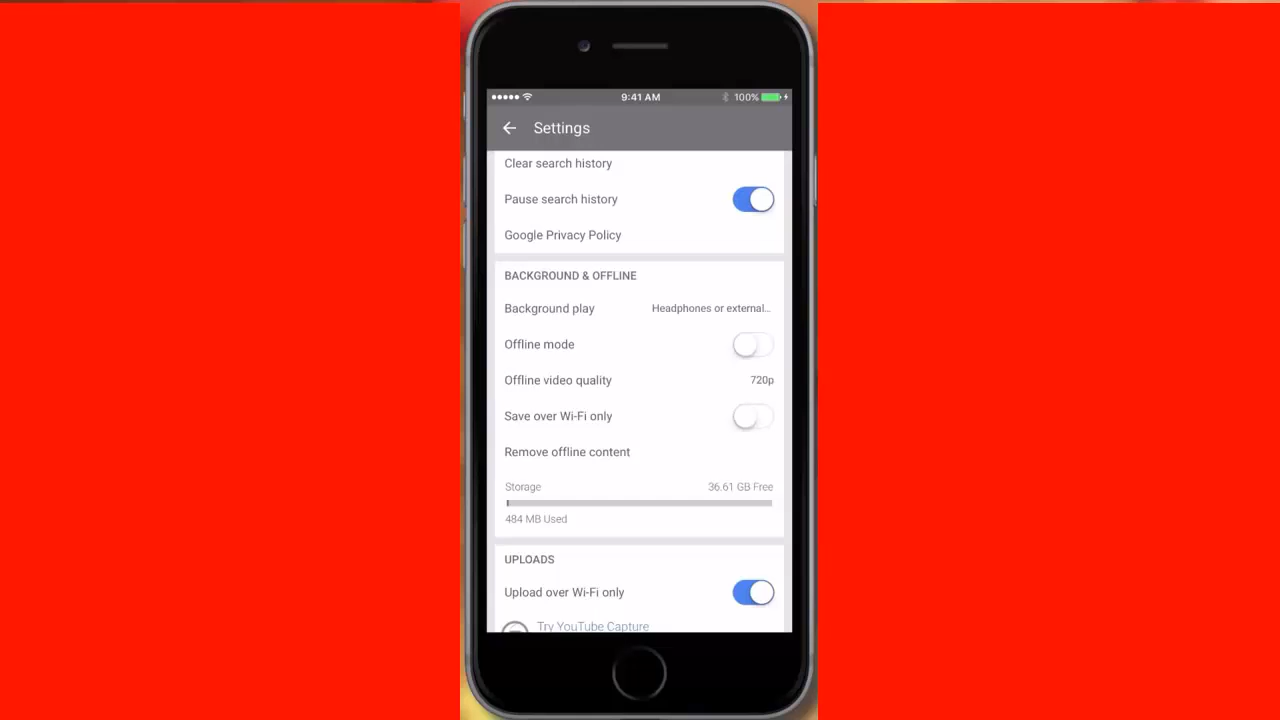 9:41 AM 100%
Settings
Clear search history
Pause search history
Google Privacy Policy
BACKGROUND & OFFLINE
Background play Headphones or external...
Offline mode
Offline video quality 720p
Save over Wi-Fi only
Remove offline content
Storage 36.61 GB Free
484 MB Used
UPLOADS
Upload over Wi-Fi only
Try YouTube Capture